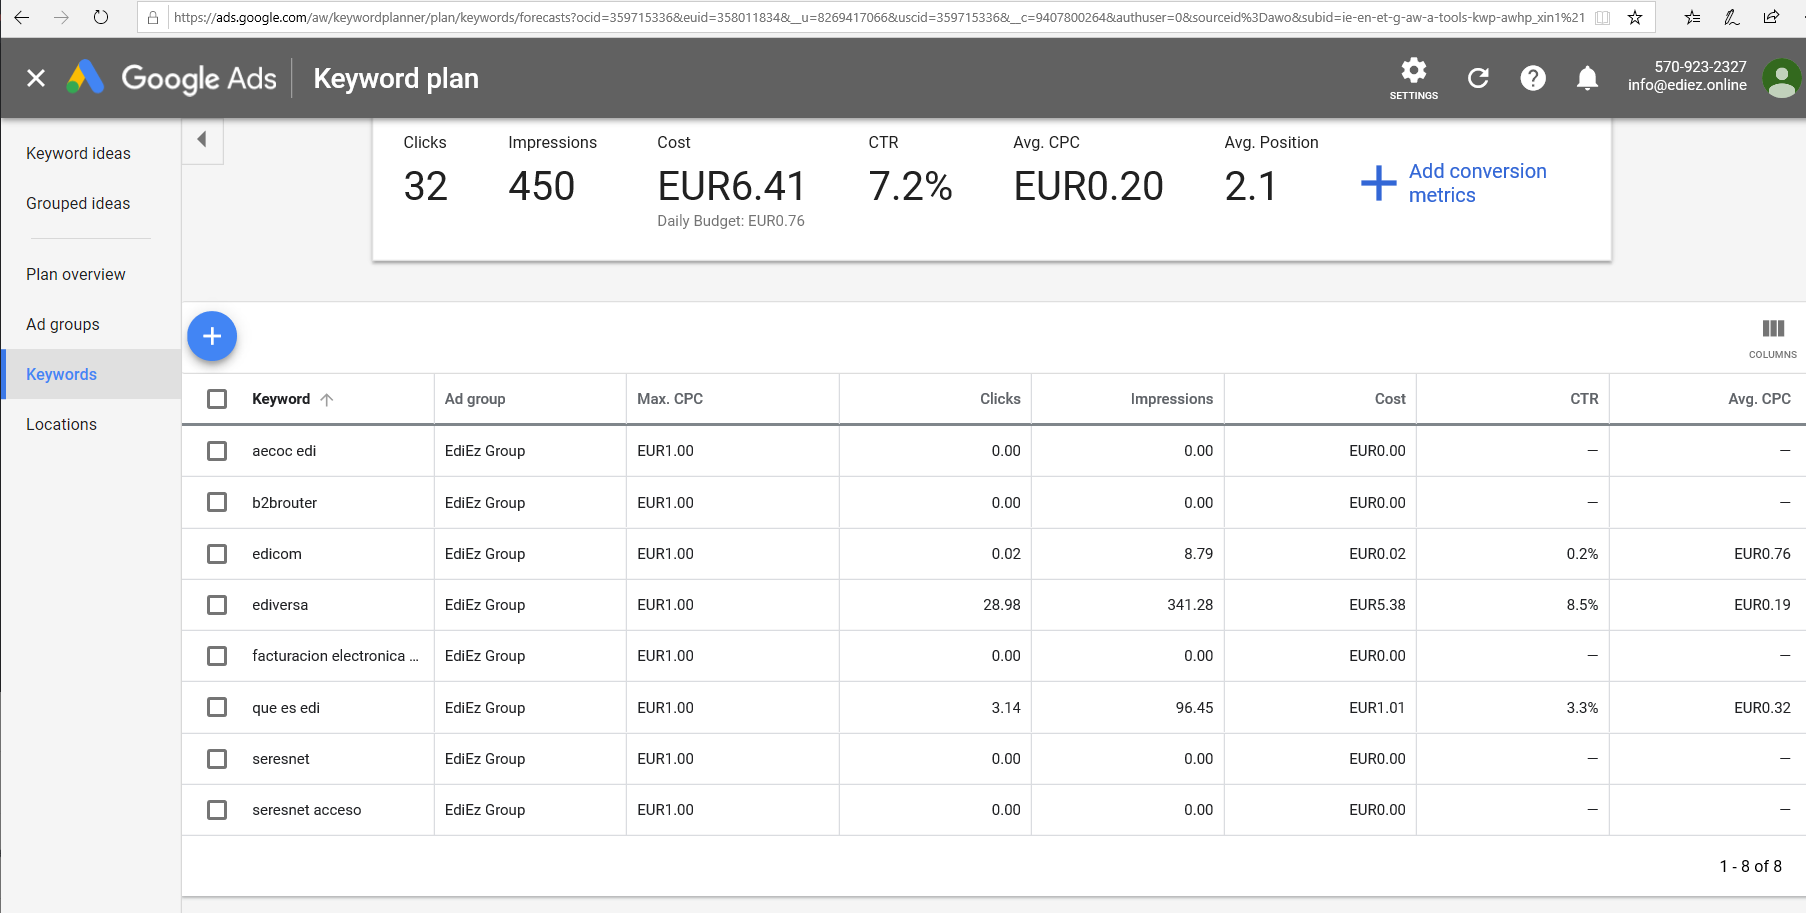 https://ads.google.com/aw/keywordplanner/plan/keywords/forecasts?ocid=359715336&euid=358011834&__u=8269417066&uscid=359715336&__c=9407800264&authuser=0&sourceid%3Dawo&subid=ie-en-et-g-aw-a-tools-kwp-awhp_xin1%21
Google Ads Keyword plan
SETTINGS
570-923-2327
info@ediez.online
Keyword ideas
Grouped ideas
Plan overview
Ad groups
Keywords
Locations
Clicks Impressions Cost CTR Avg. CPC Avg. Position
32 450 EUR6.41 7.2% EUR0.20 2.1
Daily Budget: EUR0.76
Add conversion
metrics
COLUMNS
Keyword Ad group Max. CPC Clicks Impressions Cost CTR Avg. CPC
aecoc edi EdiEz Group EUR1.00 0.00 0.00 EUR0.00 — —
b2brouter EdiEz Group EUR1.00 0.00 0.00 EUR0.00 — —
edicom EdiEz Group EUR1.00 0.02 8.79 EUR0.02 0.2% EUR0.76
ediversa EdiEz Group EUR1.00 28.98 341.28 EUR5.38 8.5% EUR0.19
facturacion electronica ... EdiEz Group EUR1.00 0.00 0.00 EUR0.00 — —
que es edi EdiEz Group EUR1.00 3.14 96.45 EUR1.01 3.3% EUR0.32
seresnet EdiEz Group EUR1.00 0.00 0.00 EUR0.00 — —
seresnet acceso EdiEz Group EUR1.00 0.00 0.00 EUR0.00 — —
1 - 8 of 8